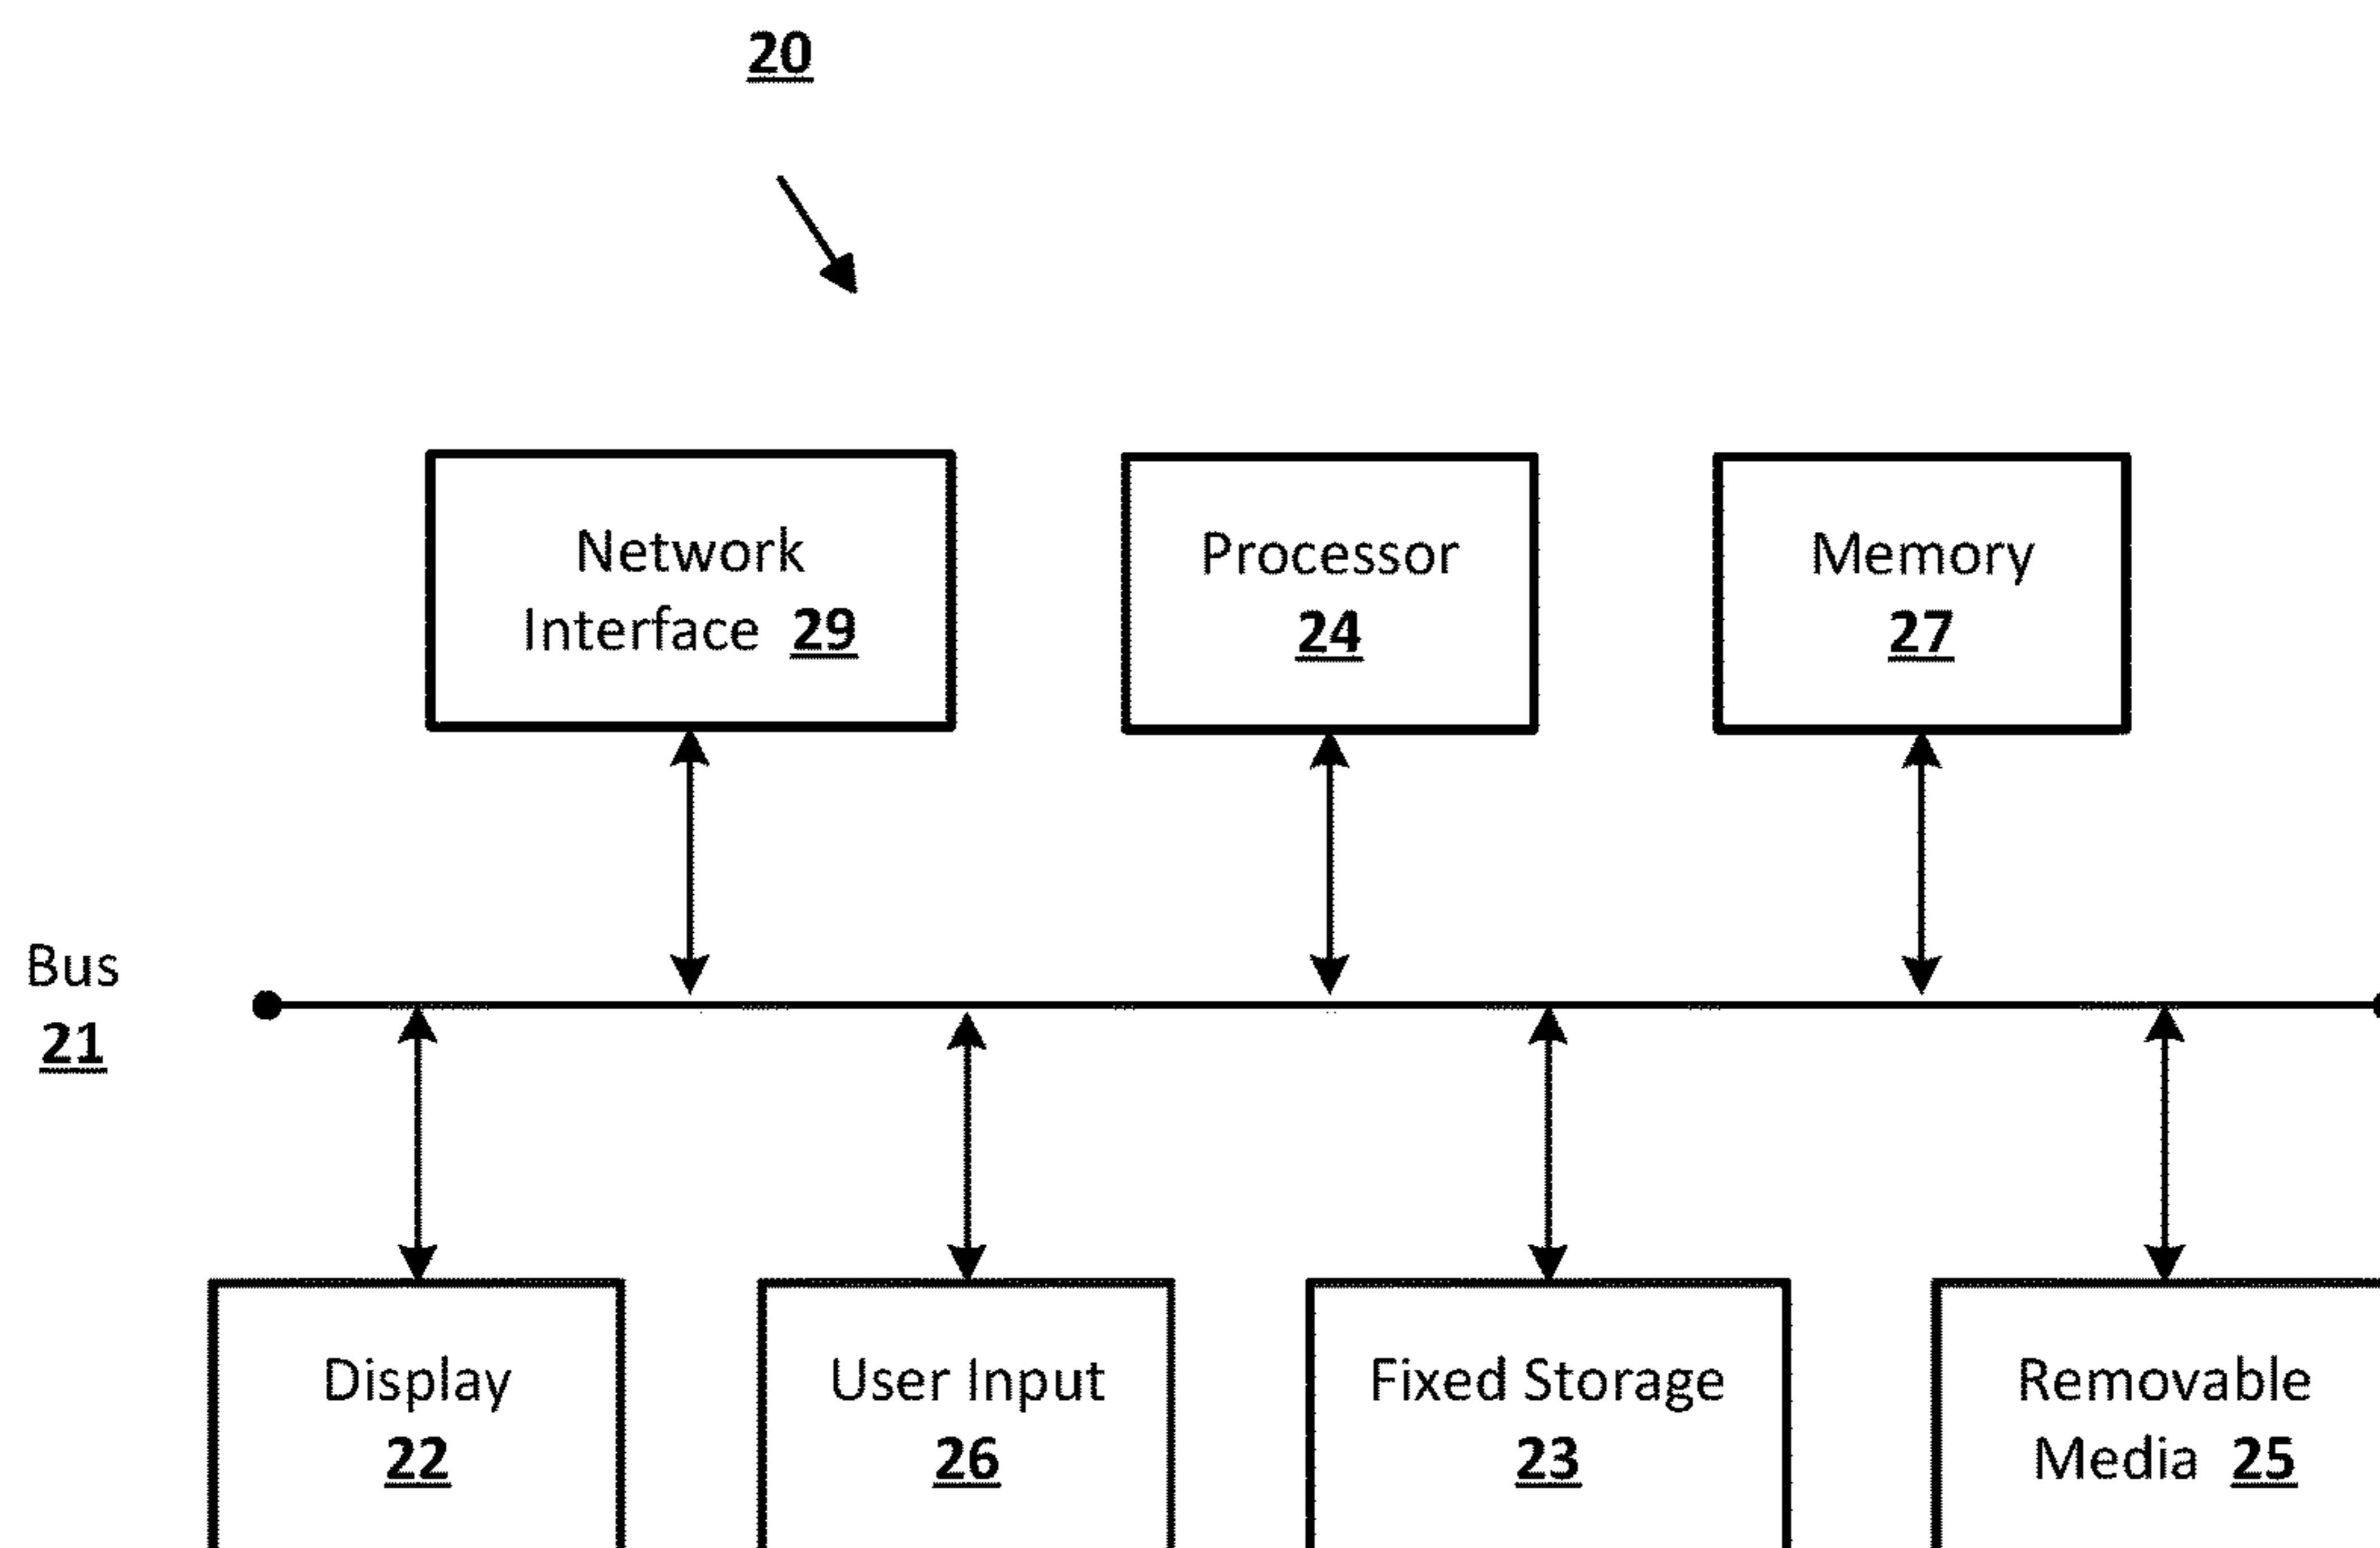 20
Network
Interface 29
Processor
24
Memory
27
Bus
21
Display
22
User Input
26
Fixed Storage
23
Removable
Media 25